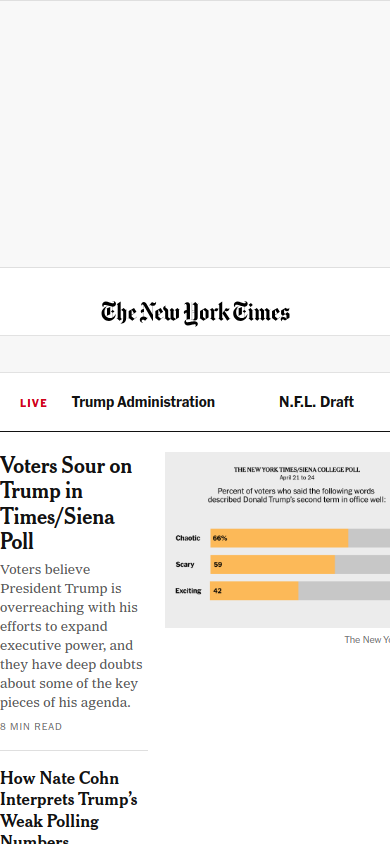 The New York Times
LIVE
Trump Administration
N.F.L. Draft
Voters Sour on
Trump in
Times/Siena
Poll
Voters believe
President Trump is
overreaching with his
efforts to expand
executive power, and
they have deep doubts
about some of the key
pieces of his agenda.
8 MIN READ
THE NEW YORK TIMES/SIENA COLLEGE POLL
April 21 to 24
Percent of voters who said the following words
described Donald Trump's second term in office well:
Chaotic 66%
Scary 59
Exciting 42
The New Yo
How Nate Cohn
Interprets Trump's
Weak Polling
Numbers